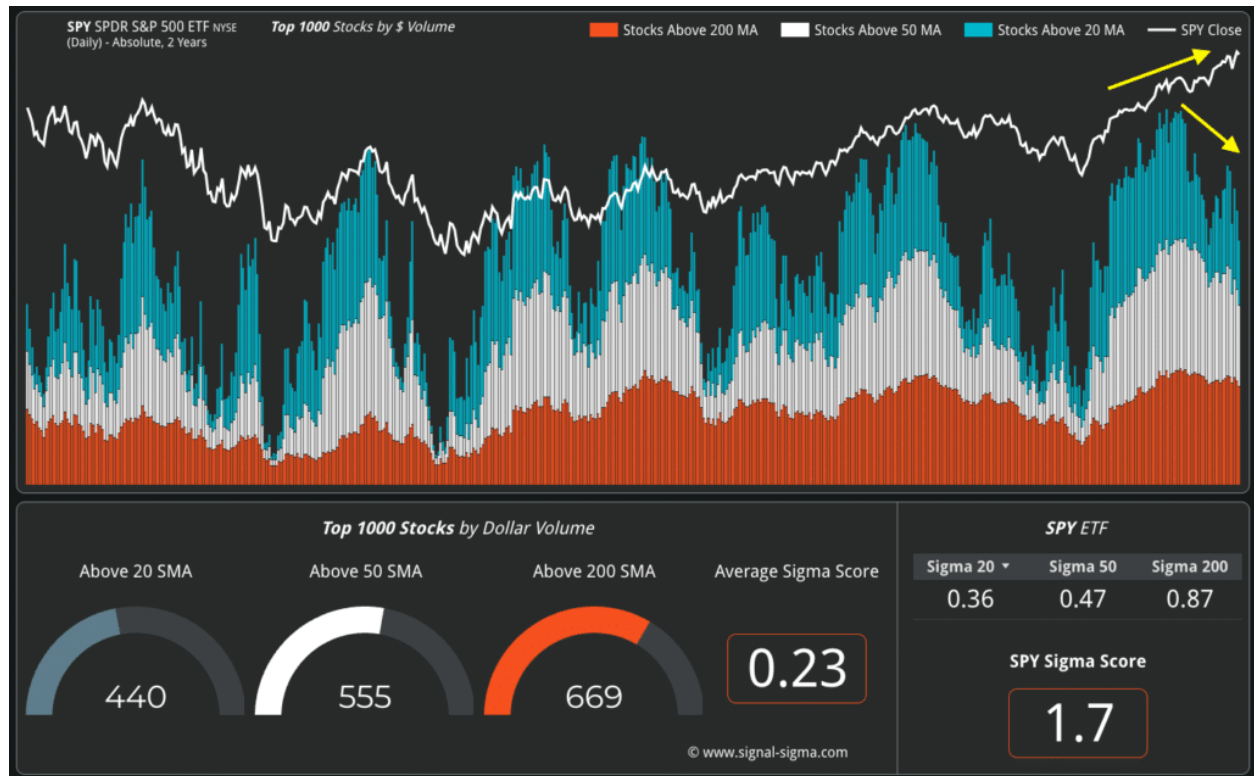 SPY SPDR S&P 500 ETF NYSE
(Daily) - Absolute, 2 Years
Top 1000 Stocks by $ Volume
Stocks Above 200 MA
Stocks Above 50 MA
Stocks Above 20 MA
SPY Close
Top 1000 Stocks by Dollar Volume
Above 20 SMA
Above 50 SMA
Above 200 SMA
Average Sigma Score
440
555
669
0.23
© www.signal-sigma.com
SPY ETF
Sigma 20 ▾ Sigma 50 Sigma 200
0.36 0.47 0.87
SPY Sigma Score
1.7